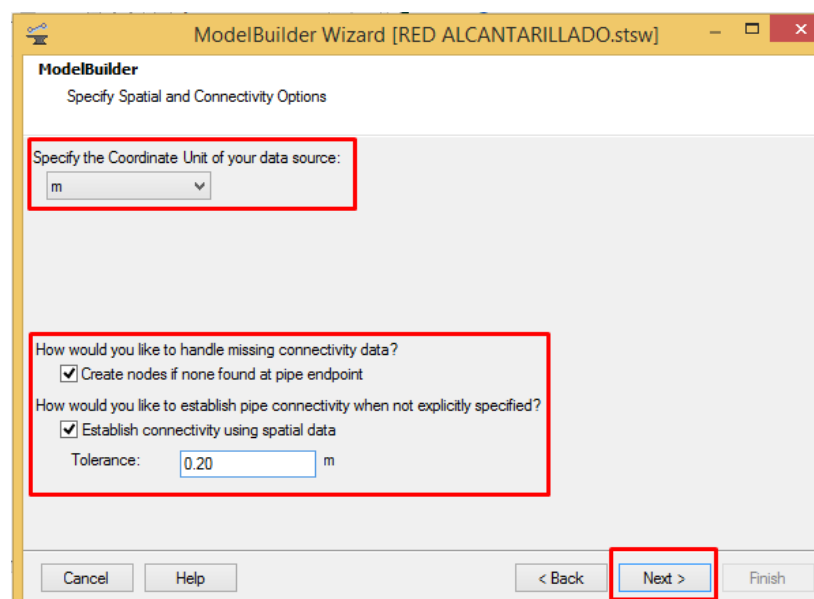 ModelBuilder Wizard [RED ALCANTARILLADO.stsw]
ModelBuilder
Specify Spatial and Connectivity Options
Specify the Coordinate Unit of your data source:
m
How would you like to handle missing connectivity data?
Create nodes if none found at pipe endpoint
How would you like to establish pipe connectivity when not explicitly specified?
Establish connectivity using spatial data
Tolerance: 0.20 m
Cancel Help < Back Next > Finish